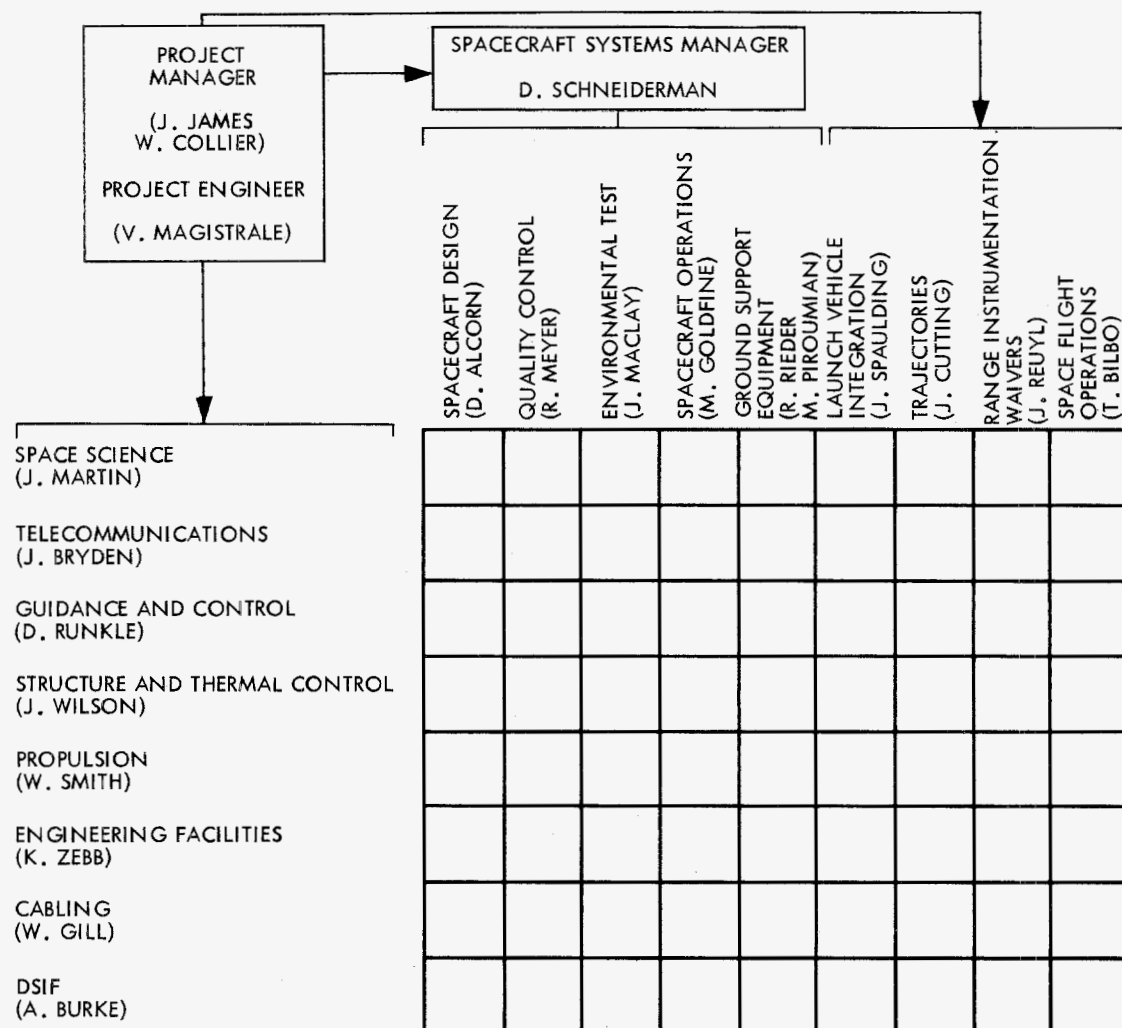 PROJECT
MANAGER
(J. JAMES
W. COLLIER)
PROJECT ENGINEER
(V. MAGISTRALE)
SPACECRAFT SYSTEMS MANAGER
D. SCHNEIDERMAN
SPACECRAFT DESIGN
(D. ALCORN)
QUALITY CONTROL
(R. MEYER)
ENVIRONMENTAL TEST
(J. MACLAY)
SPACECRAFT OPERATIONS
(M. GOLDFINE)
GROUND SUPPORT
EQUIPMENT
(R. RIEDER
M. PIROUMIAN)
LAUNCH VEHICLE
INTEGRATION
(J. SPAULDING)
TRAJECTORIES
(J. CUTTING)
RANGE INSTRUMENTATION
WAIVERS
(J. REUYL)
SPACE FLIGHT
OPERATIONS
(T. BILBO)
SPACE SCIENCE
(J. MARTIN)
TELECOMMUNICATIONS
(J. BRYDEN)
GUIDANCE AND CONTROL
(D. RUNKLE)
STRUCTURE AND THERMAL CONTROL
(J. WILSON)
PROPULSION
(W. SMITH)
ENGINEERING FACILITIES
(K. ZEBB)
CABLING
(W. GILL)
DSIF
(A. BURKE)